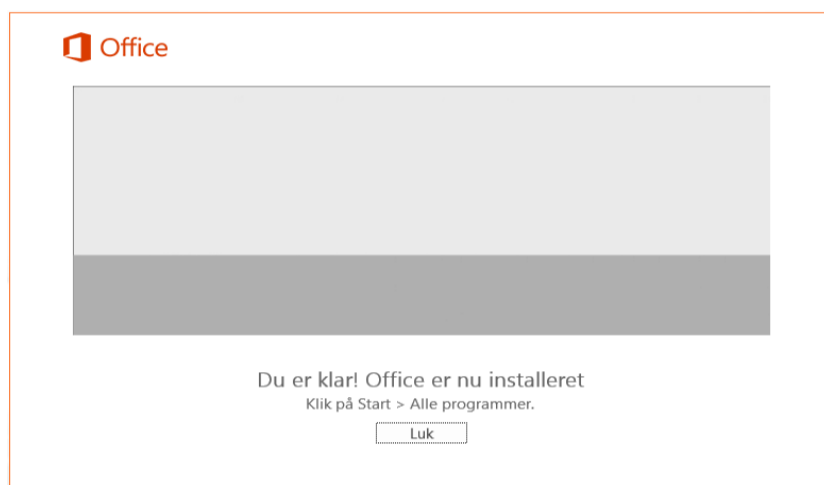 Office
Du er klar! Office er nu installeret
Klik på Start > Alle programmer.
Luk